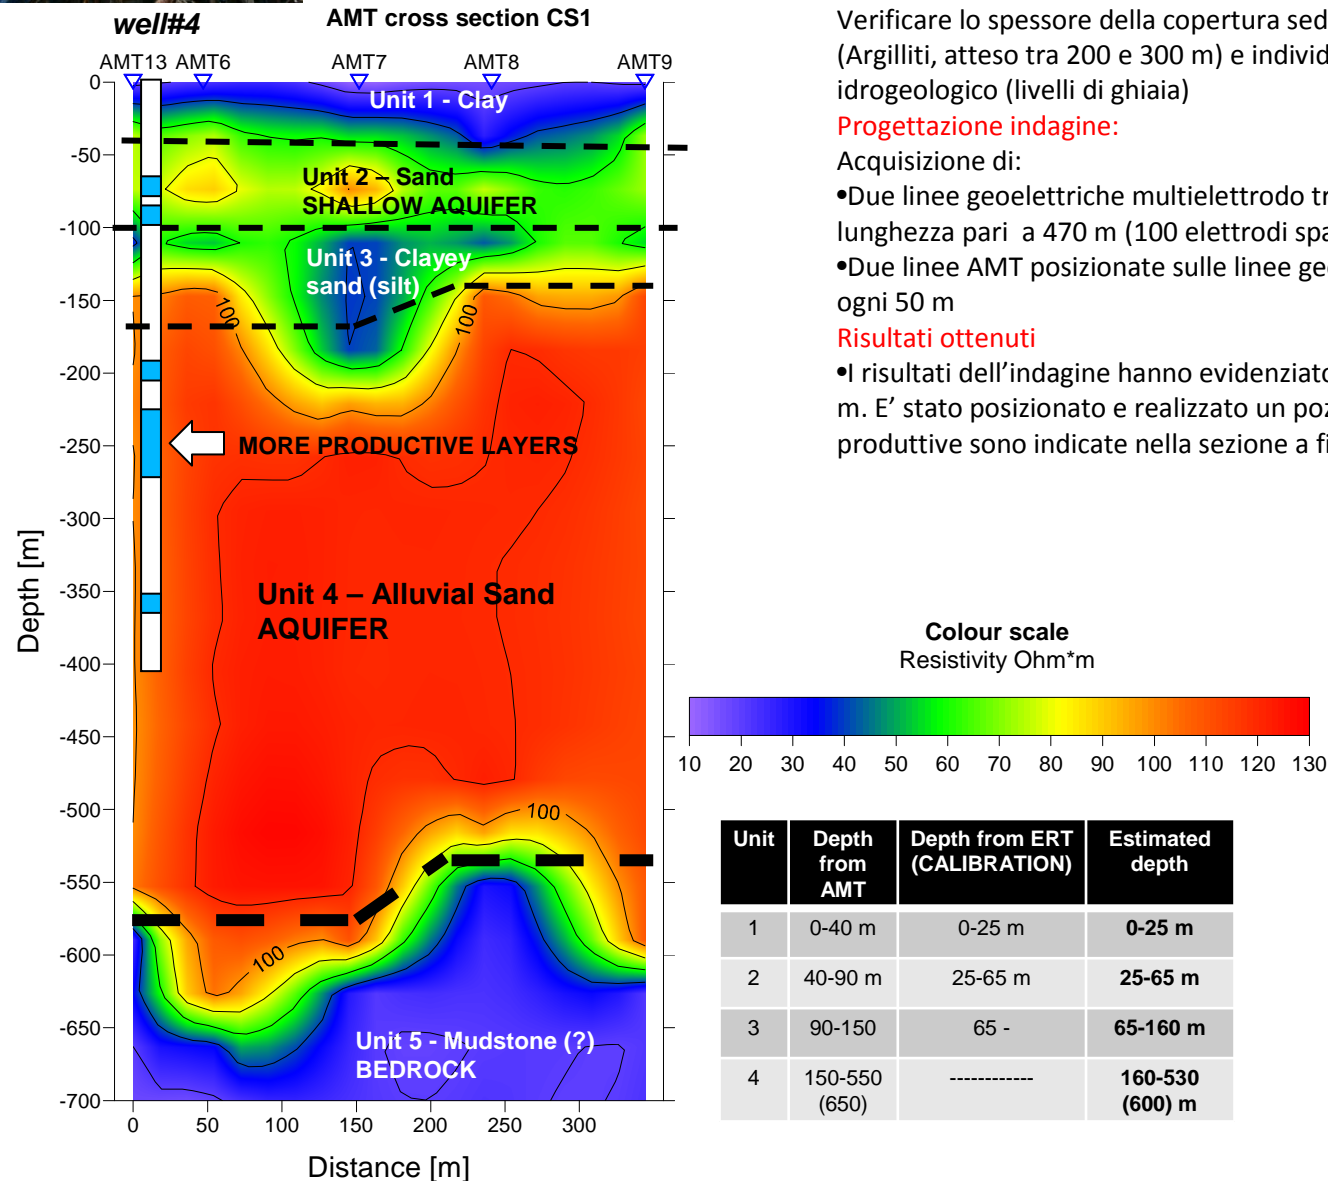 well#4
AMT cross section CS1
AMT13 AMT6 AMT7 AMT8 AMT9
0
-50
-100
-150
-200
-250
-300
-350
-400
-450
-500
-550
-600
-650
-700
Depth [m]
Unit 1 - Clay
Unit 2 – Sand
SHALLOW AQUIFER
Unit 3 - Clayey
sand (silt)
100
100
MORE PRODUCTIVE LAYERS
Unit 4 – Alluvial Sand
AQUIFER
100
100
Unit 5 - Mudstone (?)
BEDROCK
0 50 100 150 200 250 300
Distance [m]
Verificare lo spessore della copertura sed
(Argilliti, atteso tra 200 e 300 m) e individ
idrogeologico (livelli di ghiaia)
Progettazione indagine:
Acquisizione di:
•Due linee geoelettriche multielettrodo tr
lunghezza pari a 470 m (100 elettrodi spa
•Due linee AMT posizionate sulle linee geo
ogni 50 m
Risultati ottenuti
•I risultati dell’indagine hanno evidenziato
m. E’ stato posizionato e realizzato un poz
produttive sono indicate nella sezione a fi
Colour scale
Resistivity Ohm*m
10 20 30 40 50 60 70 80 90 100 110 120 130
Unit Depth from AMT Depth from ERT (CALIBRATION) Estimated depth
1 0-40 m 0-25 m 0-25 m
2 40-90 m 25-65 m 25-65 m
3 90-150 65 - 65-160 m
4 150-550 (650) ------------ 160-530 (600) m